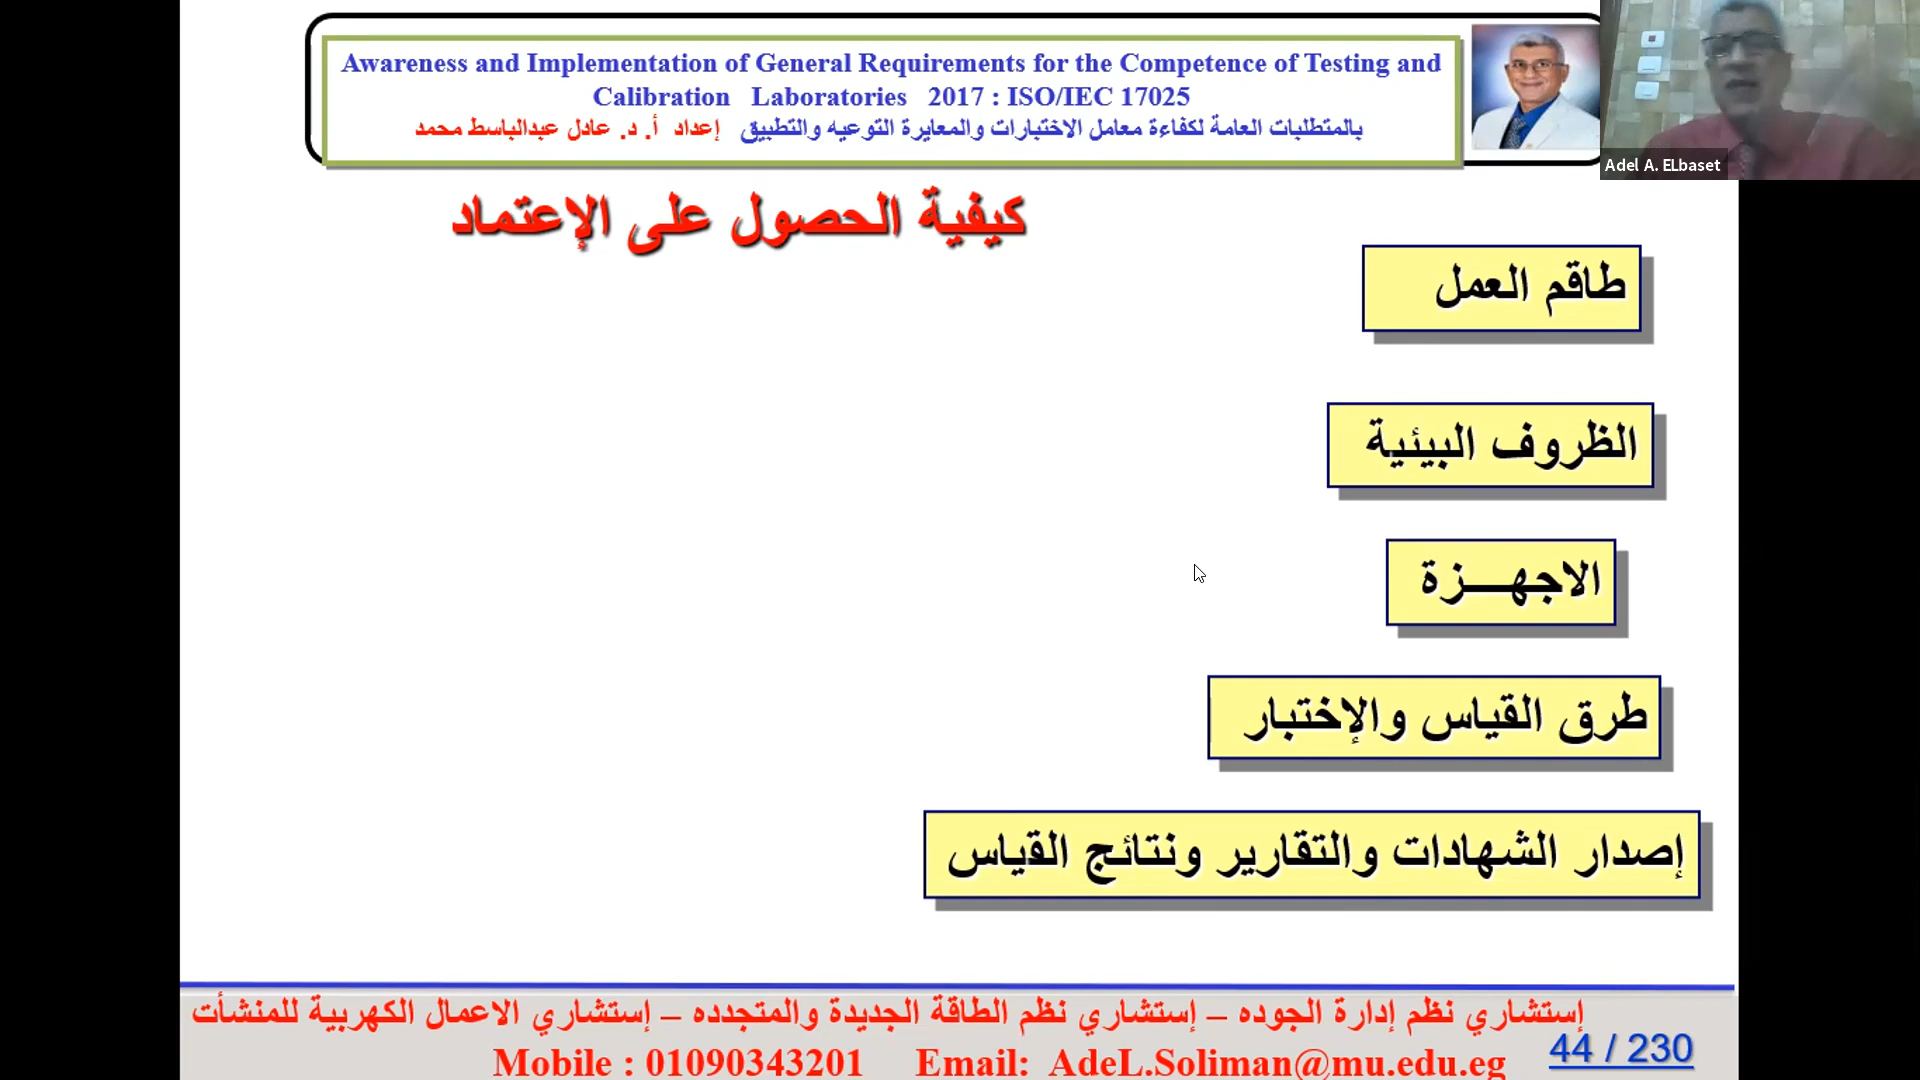 Awareness and Implementation of General Requirements for the Competence of Testing and
Calibration Laboratories 2017 : ISO/IEC 17025
بالمتطلبات العامة لكفاءة معامل الاختبارات والمعايرة التوعيه والتطبيق إعداد أ. د. عادل عبدالباسط محمد
Adel A. ELbaset
كيفية الحصول على الإعتماد
طاقم العمل
الظروف البيئية
الاجهـــزة
طرق القياس والإختبار
إصدار الشهادات والتقارير ونتائج القياس
إستشاري نظم إدارة الجوده – إستشاري نظم الطاقة الجديدة والمتجدده – إستشاري الاعمال الكهربية للمنشأت
Mobile : 01090343201 Email: AdeL.Soliman@mu.edu.eg
44 / 230